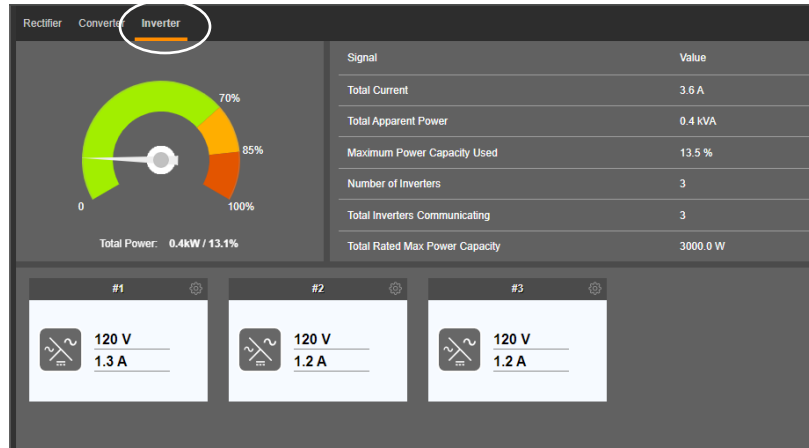 Rectifier Converter Inverter
70%
85%
0
100%
Total Power: 0.4kW / 13.1%
Signal Value
Total Current 3.6 A
Total Apparent Power 0.4 kVA
Maximum Power Capacity Used 13.5 %
Number of Inverters 3
Total Inverters Communicating 3
Total Rated Max Power Capacity 3000.0 W
#1
120 V
1.3 A
#2
120 V
1.2 A
#3
120 V
1.2 A